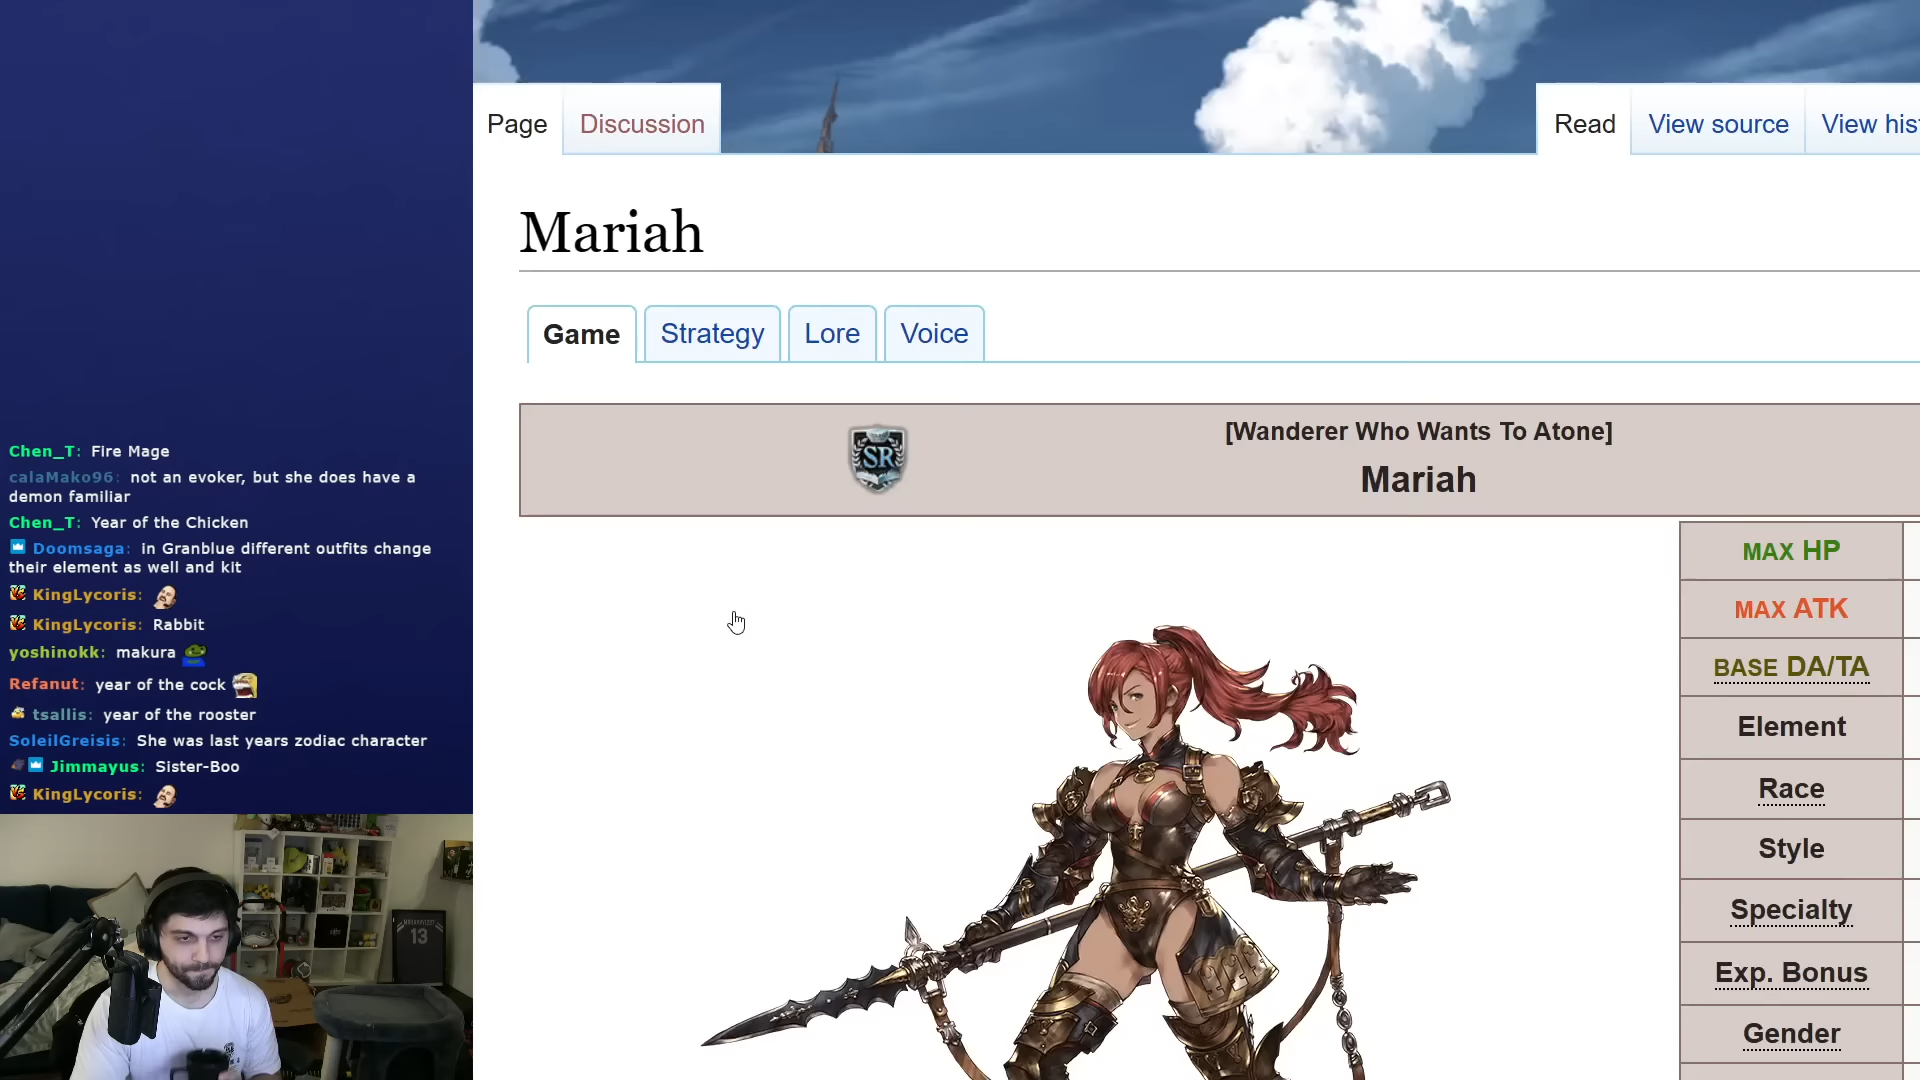 Page
Discussion
Read
View source
View his
Mariah
Game
Strategy
Lore
Voice
SR
[Wanderer Who Wants To Atone]
Mariah
MAX HP
MAX ATK
BASE DA/TA
Element
Race
Style
Specialty
Exp. Bonus
Gender
Chen_T: Fire Mage
calaMako96: not an evoker, but she does have a
demon familiar
Chen_T: Year of the Chicken
Doomsaga: in Granblue different outfits change
their element as well and kit
KingLycoris:
KingLycoris: Rabbit
yoshinokk: makura
Refanut: year of the cock
tsallis: year of the rooster
SoleilGreisis: She was last years zodiac character
Jimmayus: Sister-Boo
KingLycoris:
13